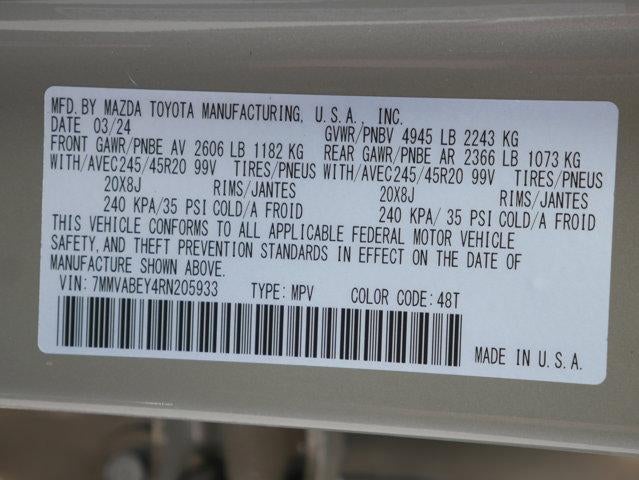 MFD. BY MAZDA TOYOTA MANUFACTURING, U.S.A., INC.
DATE 03/24 GVWR/PNBV 4945 LB 2243 KG
FRONT GAWR/PNBE AV 2606 LB 1182 KG REAR GAWR/PNBE AR 2366 LB 1073 KG
WITH/AVEC245/45R20 99V TIRES/PNEUS WITH/AVEC245/45R20 99V TIRES/PNEUS
20X8J RIMS/JANTES 20X8J RIMS/JANTES
240 KPA/35 PSI COLD/A FROID 240 KPA/ 35 PSI COLD/A FROID
THIS VEHICLE CONFORMS TO ALL APPLICABLE FEDERAL MOTOR VEHICLE
SAFETY, AND THEFT PREVENTION STANDARDS IN EFFECT ON THE DATE OF
MANUFACTURE SHOWN ABOVE.
VIN: 7MMVABEY4RN205933 TYPE: MPV COLOR CODE: 48T
MADE IN U.S.A.